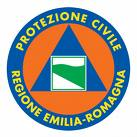 PROTEZIONE CIVILE
REGIONE EMILIA-ROMAGNA